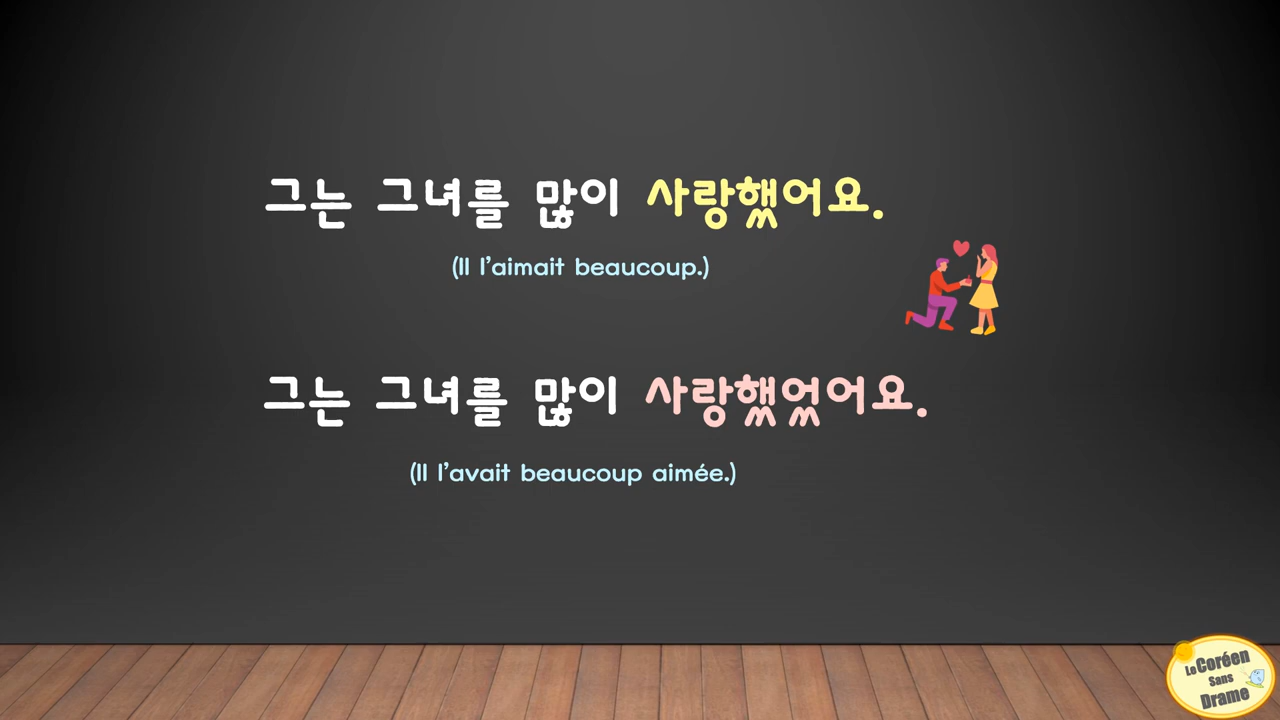 그는 그녀를 많이 사랑했어요.
(Il l'aimait beaucoup.)
그는 그녀를 많이 사랑했었어요.
(Il l'avait beaucoup aimée.)
Le Coréen
Sans
Drame